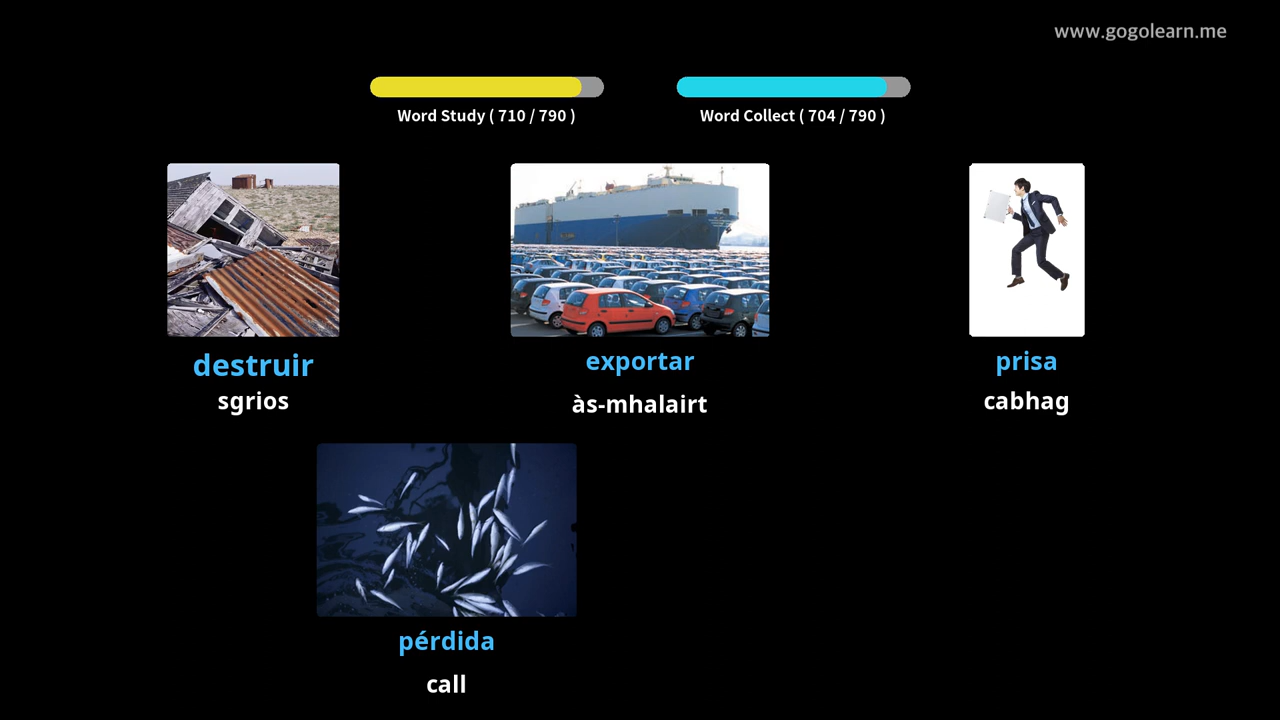 www.gogolearn.me
Word Study ( 710 / 790 )
Word Collect ( 704 / 790 )
destruir
sgrios
exportar
às-mhalairt
prisa
cabhag
pérdida
call